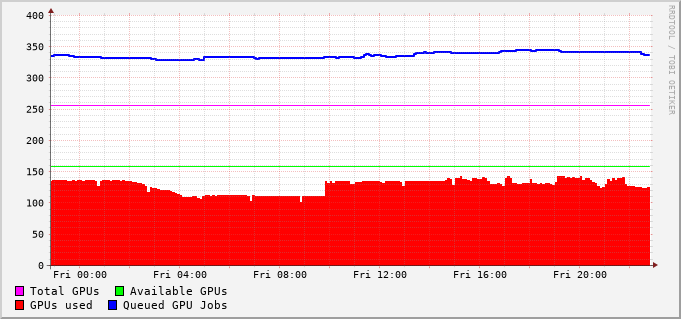 400
350
300
250
200
150
100
50
0
Fri 00:00 Fri 04:00 Fri 08:00 Fri 12:00 Fri 16:00 Fri 20:00
Total GPUs Available GPUs
GPUs used Queued GPU Jobs
RRDTOOL / TOBI OETIKER